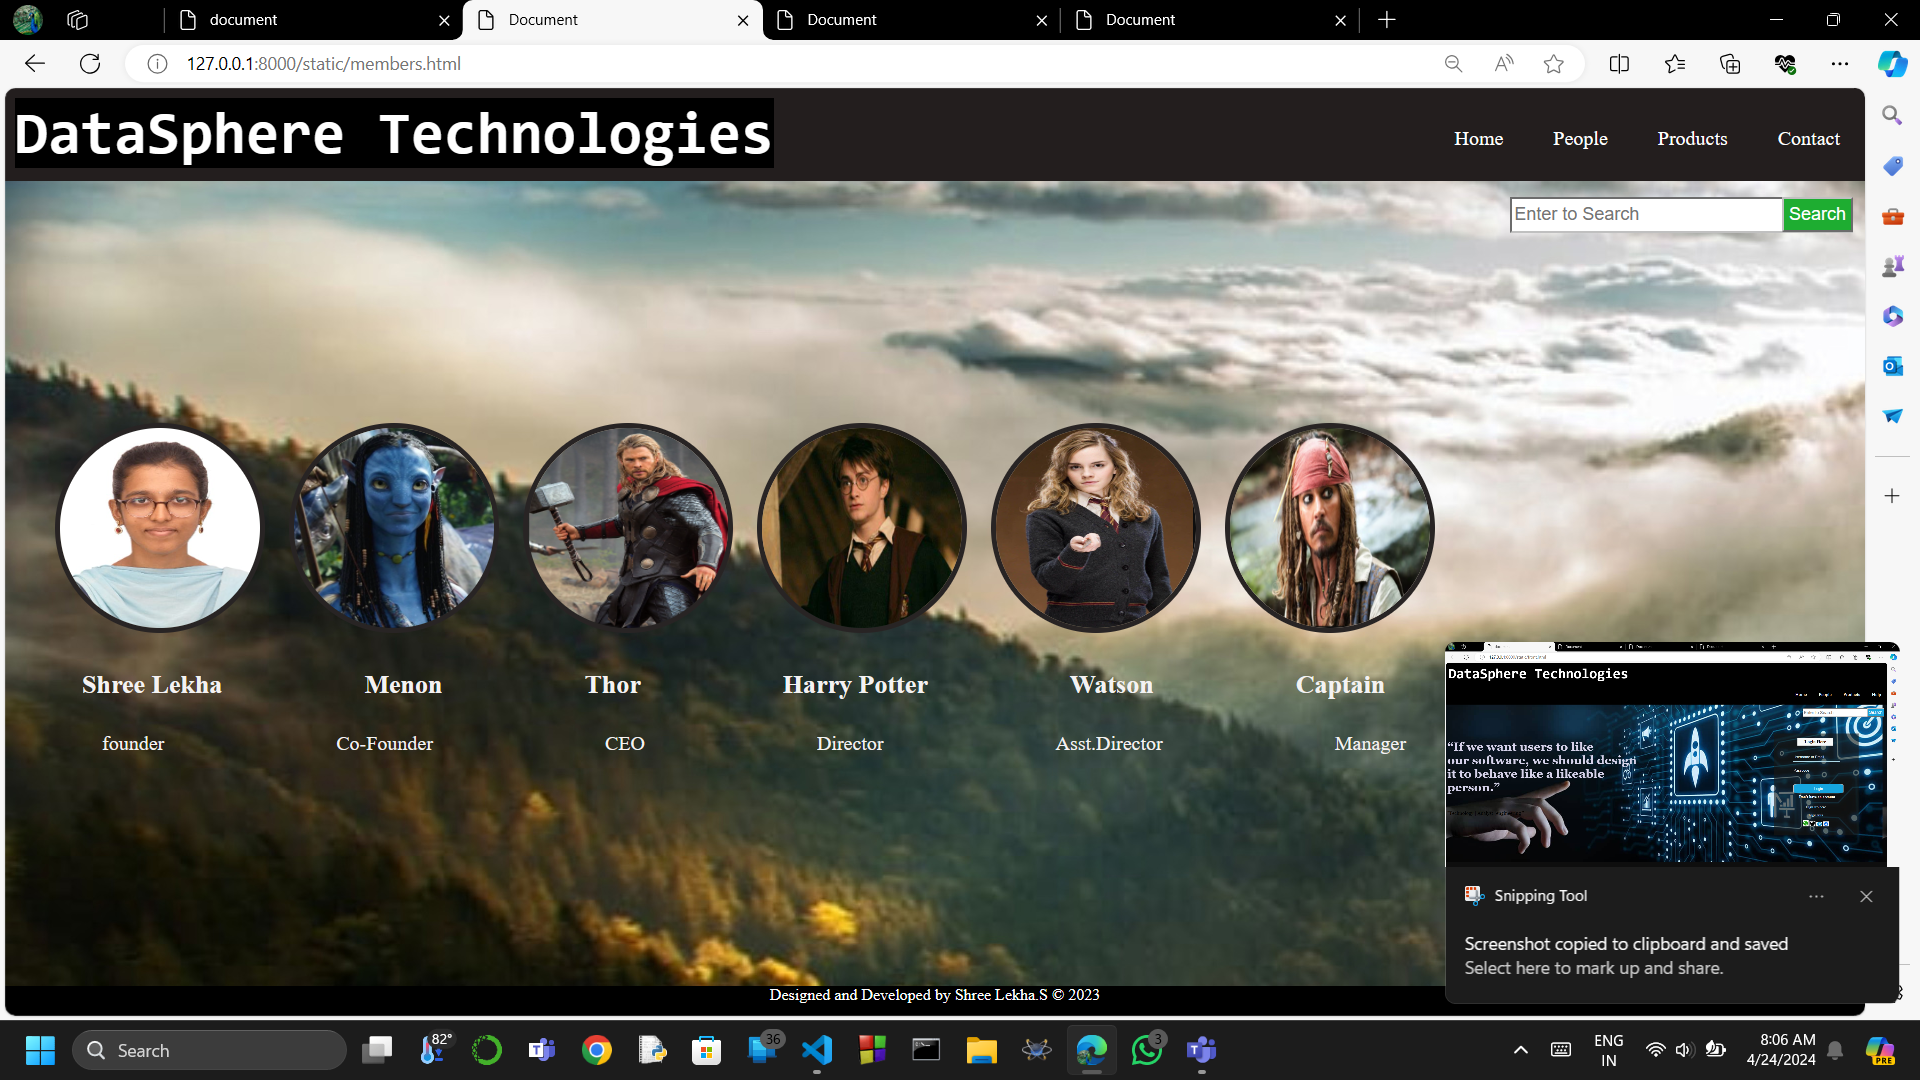 document
Document
Document
Document
127.0.0.1:8000/static/members.html
DataSphere Technologies
Home
People
Products
Contact
Enter to Search
Search
Shree Lekha
Menon
Thor
Harry Potter
Watson
Captain
founder
Co-Founder
CEO
Director
Asst.Director
Manager
DataSphere Technologies
Home
People
“If we want users to like
our software, we should design
it to behave like a likeable
person.”
Snipping Tool
Screenshot copied to clipboard and saved
Select here to mark up and share.
Designed and Developed by Shree Lekha.S © 2023
Search
82°
36
3
ENG
IN
8:06 AM
4/24/2024
PRE